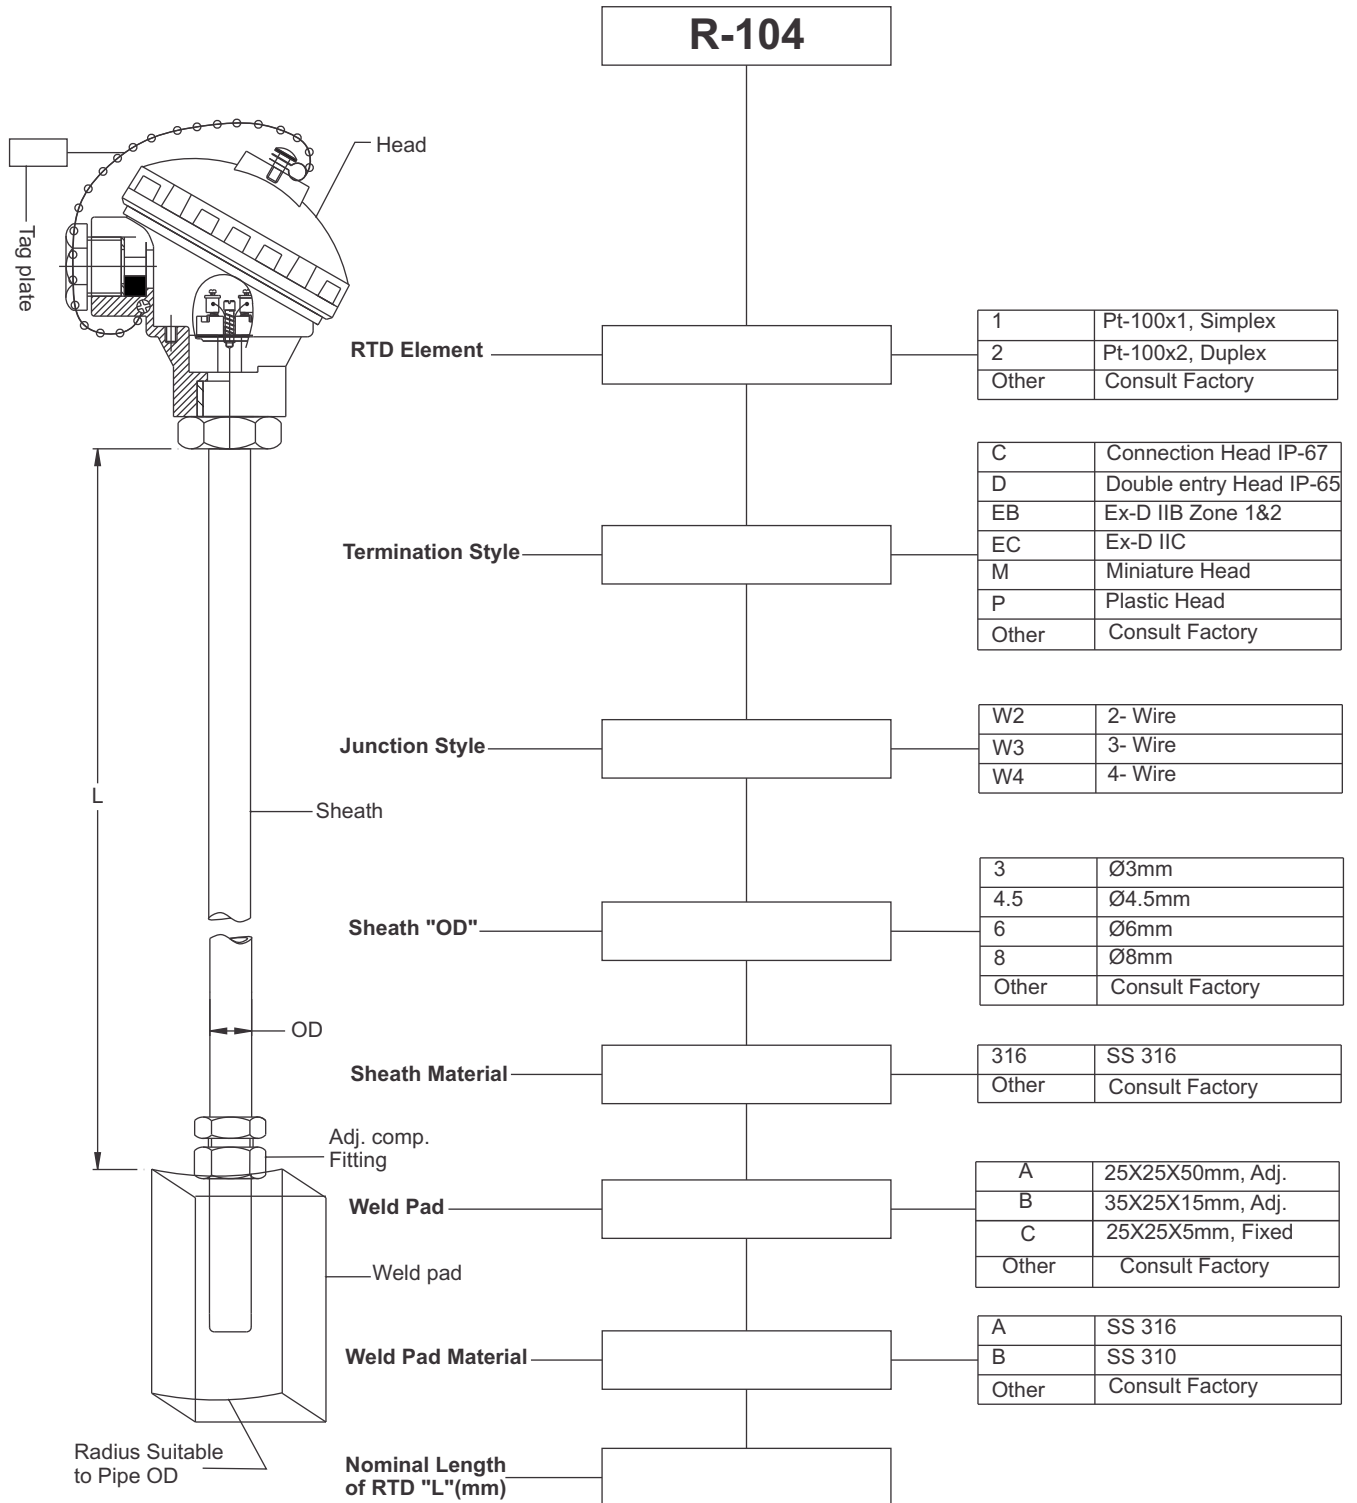 R-104
Head
Tag plate
RTD Element
1 Pt-100x1, Simplex
2 Pt-100x2, Duplex
Other Consult Factory
Termination Style
C Connection Head IP-67
D Double entry Head IP-65
EB Ex-D IIB Zone 1&2
EC Ex-D IIC
M Miniature Head
P Plastic Head
Other Consult Factory
Junction Style
W2 2- Wire
W3 3- Wire
W4 4- Wire
L
Sheath
Sheath "OD"
3 Ø3mm
4.5 Ø4.5mm
6 Ø6mm
8 Ø8mm
Other Consult Factory
OD
Sheath Material
316 SS 316
Other Consult Factory
Adj. comp.
Fitting
Weld Pad
A 25X25X50mm, Adj.
B 35X25X15mm, Adj.
C 25X25X5mm, Fixed
Other Consult Factory
Weld pad
Weld Pad Material
A SS 316
B SS 310
Other Consult Factory
Radius Suitable
to Pipe OD
Nominal Length
of RTD "L"(mm)